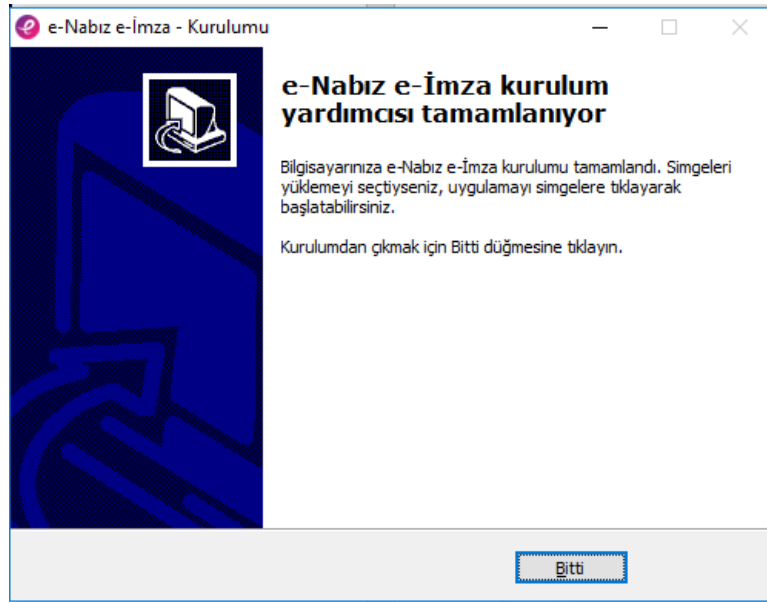 e-Nabız e-İmza - Kurulumu
e-Nabız e-İmza kurulum
yardımcısı tamamlanıyor
Bilgisayarınıza e-Nabız e-İmza kurulumu tamamlandı. Simgeleri
yüklemeyi seçtiyseniz, uygulamayı simgelere tıklayarak
başlatabilirsiniz.
Kurulumdan çıkmak için Bitti düğmesine tıklayın.
Bitti